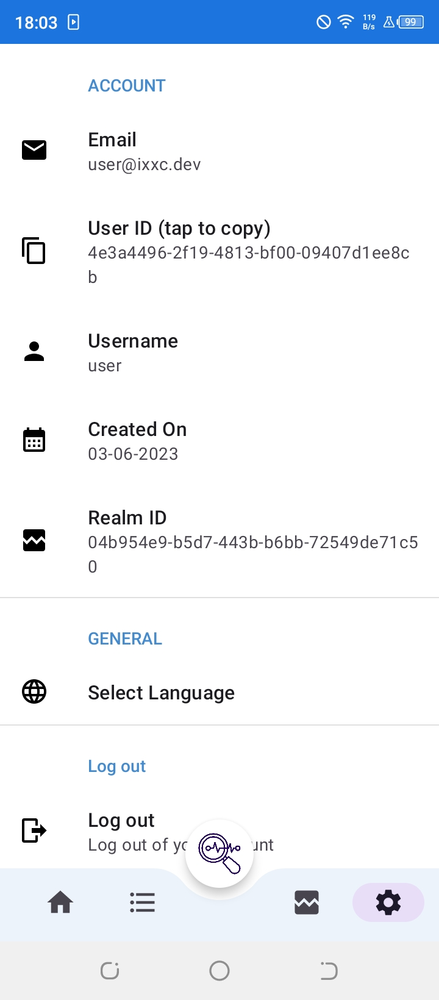 18:03
119
B/s
99
ACCOUNT
Email
user@ixxc.dev
User ID (tap to copy)
4e3a4496-2f19-4813-bf00-09407d1ee8c
b
Username
user
Created On
03-06-2023
Realm ID
04b954e9-b5d7-443b-b6bb-72549de71c5
0
GENERAL
Select Language
Log out
Log out
Log out of yo unt